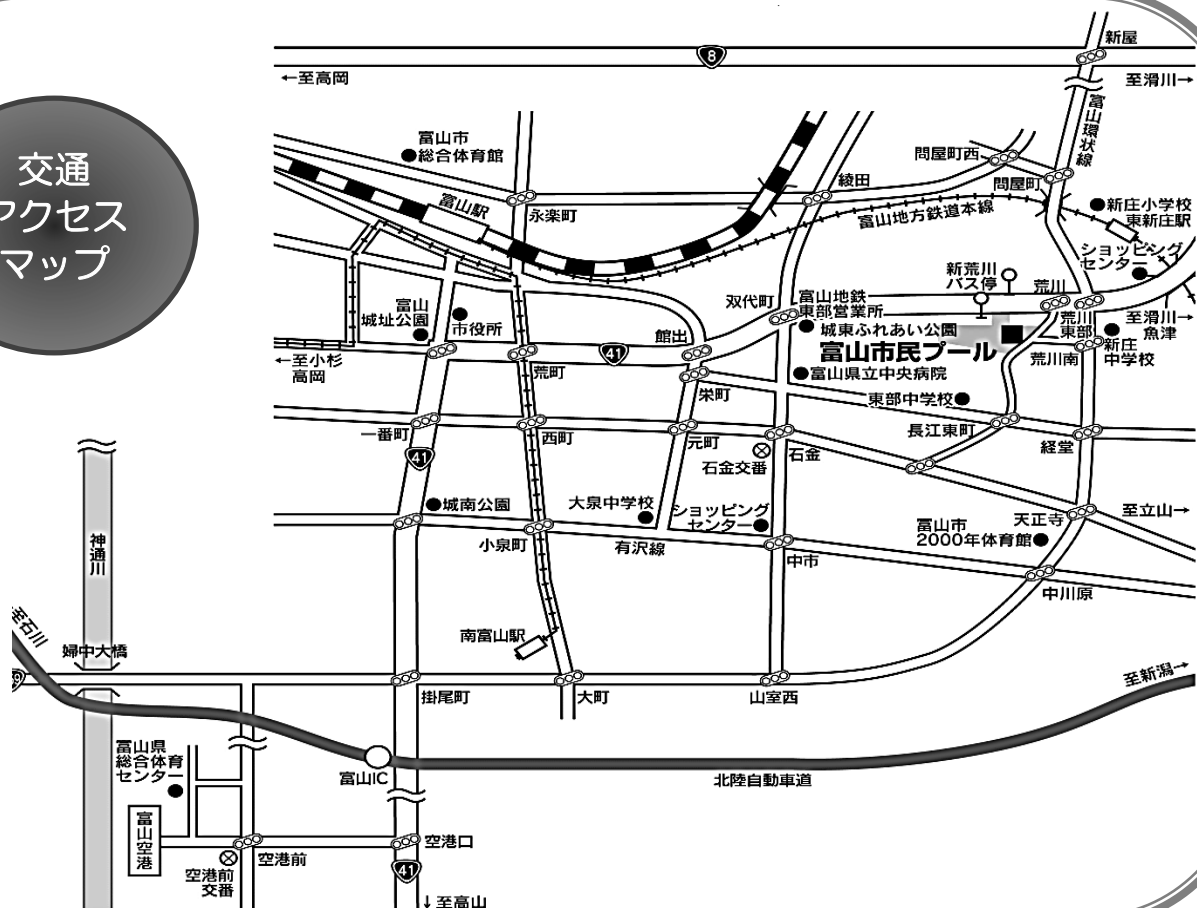 交通
アクセス
マップ
8
新屋
←至高岡
至滑川→
富山環状線
富山市
総合体育館
問屋町西
問屋町
綾田
富山駅
永楽町
富山地方鉄道本線
新庄小学校
東新庄駅
ショッピング
センター
新荒川
バス停
荒川
双代町
富山地鉄
東部営業所
富山
城址公園
市役所
館出
城東ふれあい公園
荒川
東部
至滑川
魚津
富山市民プール
荒川南
新庄
中学校
←至小杉
高岡
41
荒町
富山県立中央病院
栄町
東部中学校
一番町
西町
元町
石金
長江東町
経堂
41
石金交番
城南公園
大泉中学校
ショッピング
センター
天正寺
至立山→
富山市
2000年体育館
小泉町
有沢線
中市
神通川
中川原
至石川
婦中大橋
南富山駅
掛尾町
大町
山室西
至新潟→
富山県
総合体育
センター
富山IC
北陸自動車道
富山空港
空港前
空港口
空港前
交番
41
↓至高山